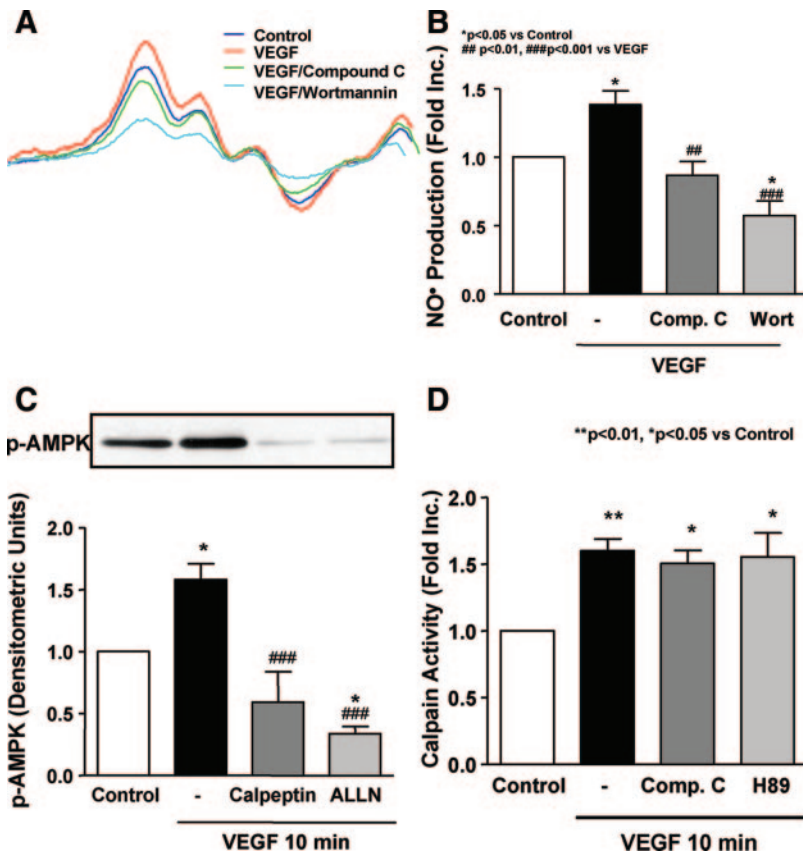 A
Control
VEGF
VEGF/Compound C
VEGF/Wortmannin
B
*p<0.05 vs Control
## p<0.01, ###p<0.001 vs VEGF
NO• Production (Fold Inc.)
1.5
1.0
0.5
0.0
*
##
*
###
Control
-
Comp. C
Wort
VEGF
C
p-AMPK
p-AMPK (Densitometric Units)
2.0
1.5
1.0
0.5
0.0
*
###
*
###
Control
-
Calpeptin
ALLN
VEGF 10 min
D
**p<0.01, *p<0.05 vs Control
Calpain Activity (Fold Inc.)
2.0
1.5
1.0
0.5
0.0
**
*
*
Control
-
Comp. C
H89
VEGF 10 min